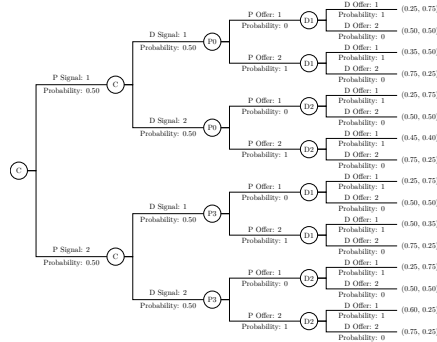 D Offer: 1
(0.25, 0.75)
P Offer: 1
D1
Probability: 1
Probability: 0
D Offer: 2
(0.50, 0.50)
D Signal: 1
P0
Probability: 0
Probability: 0.50
D Offer: 1
(0.35, 0.50)
P Offer: 2
D1
Probability: 1
Probability: 1
D Offer: 2
(0.75, 0.25)
P Signal: 1
C
Probability: 0
Probability: 0.50
D Offer: 1
(0.25, 0.75)
P Offer: 1
D2
Probability: 1
Probability: 0
D Offer: 2
(0.50, 0.50)
D Signal: 2
P0
Probability: 0
Probability: 0.50
D Offer: 1
(0.45, 0.40)
P Offer: 2
D2
Probability: 1
Probability: 1
D Offer: 2
(0.75, 0.25)
C
Probability: 0
D Offer: 1
(0.25, 0.75)
P Offer: 1
D1
Probability: 1
Probability: 0
D Offer: 2
(0.50, 0.50)
D Signal: 1
P3
Probability: 0
Probability: 0.50
D Offer: 1
(0.50, 0.35)
P Offer: 2
D1
Probability: 1
Probability: 1
D Offer: 2
(0.75, 0.25)
P Signal: 2
C
Probability: 0
Probability: 0.50
D Offer: 1
(0.25, 0.75)
P Offer: 1
D2
Probability: 1
Probability: 0
D Offer: 2
(0.50, 0.50)
D Signal: 2
P3
Probability: 0
Probability: 0.50
D Offer: 1
(0.60, 0.25)
P Offer: 2
D2
Probability: 1
Probability: 1
D Offer: 2
(0.75, 0.25)
Probability: 0